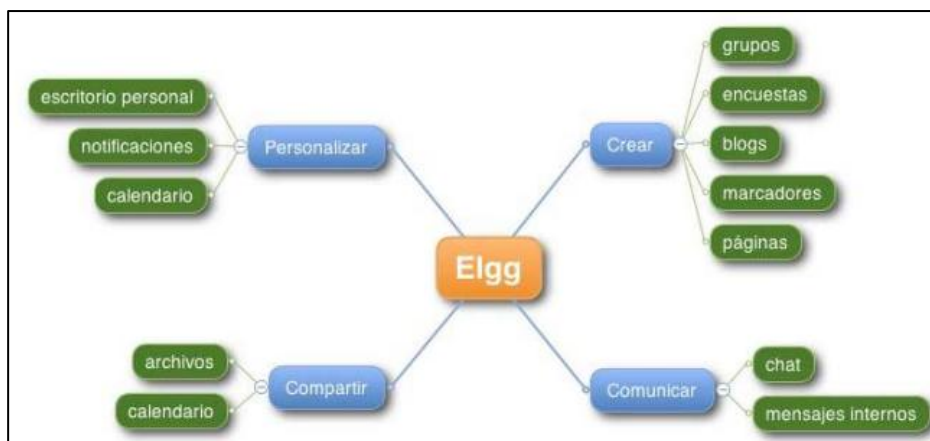 Elgg
Personalizar
escritorio personal
notificaciones
calendario
Crear
grupos
encuestas
blogs
marcadores
páginas
Compartir
archivos
calendario
Comunicar
chat
mensajes internos